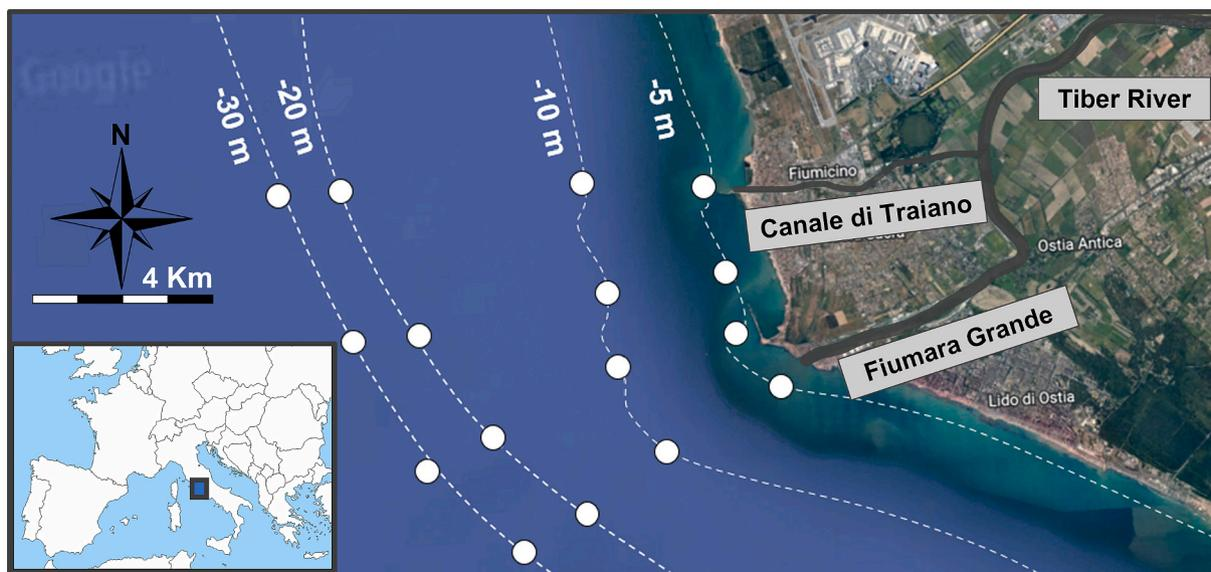 Google
-30 m
-20 m
-10 m
-5 m
Tiber River
N
Fiumicino
Canale di Traiano
Ostia Antica
4 Km
Fiumara Grande
Lido di Ostia